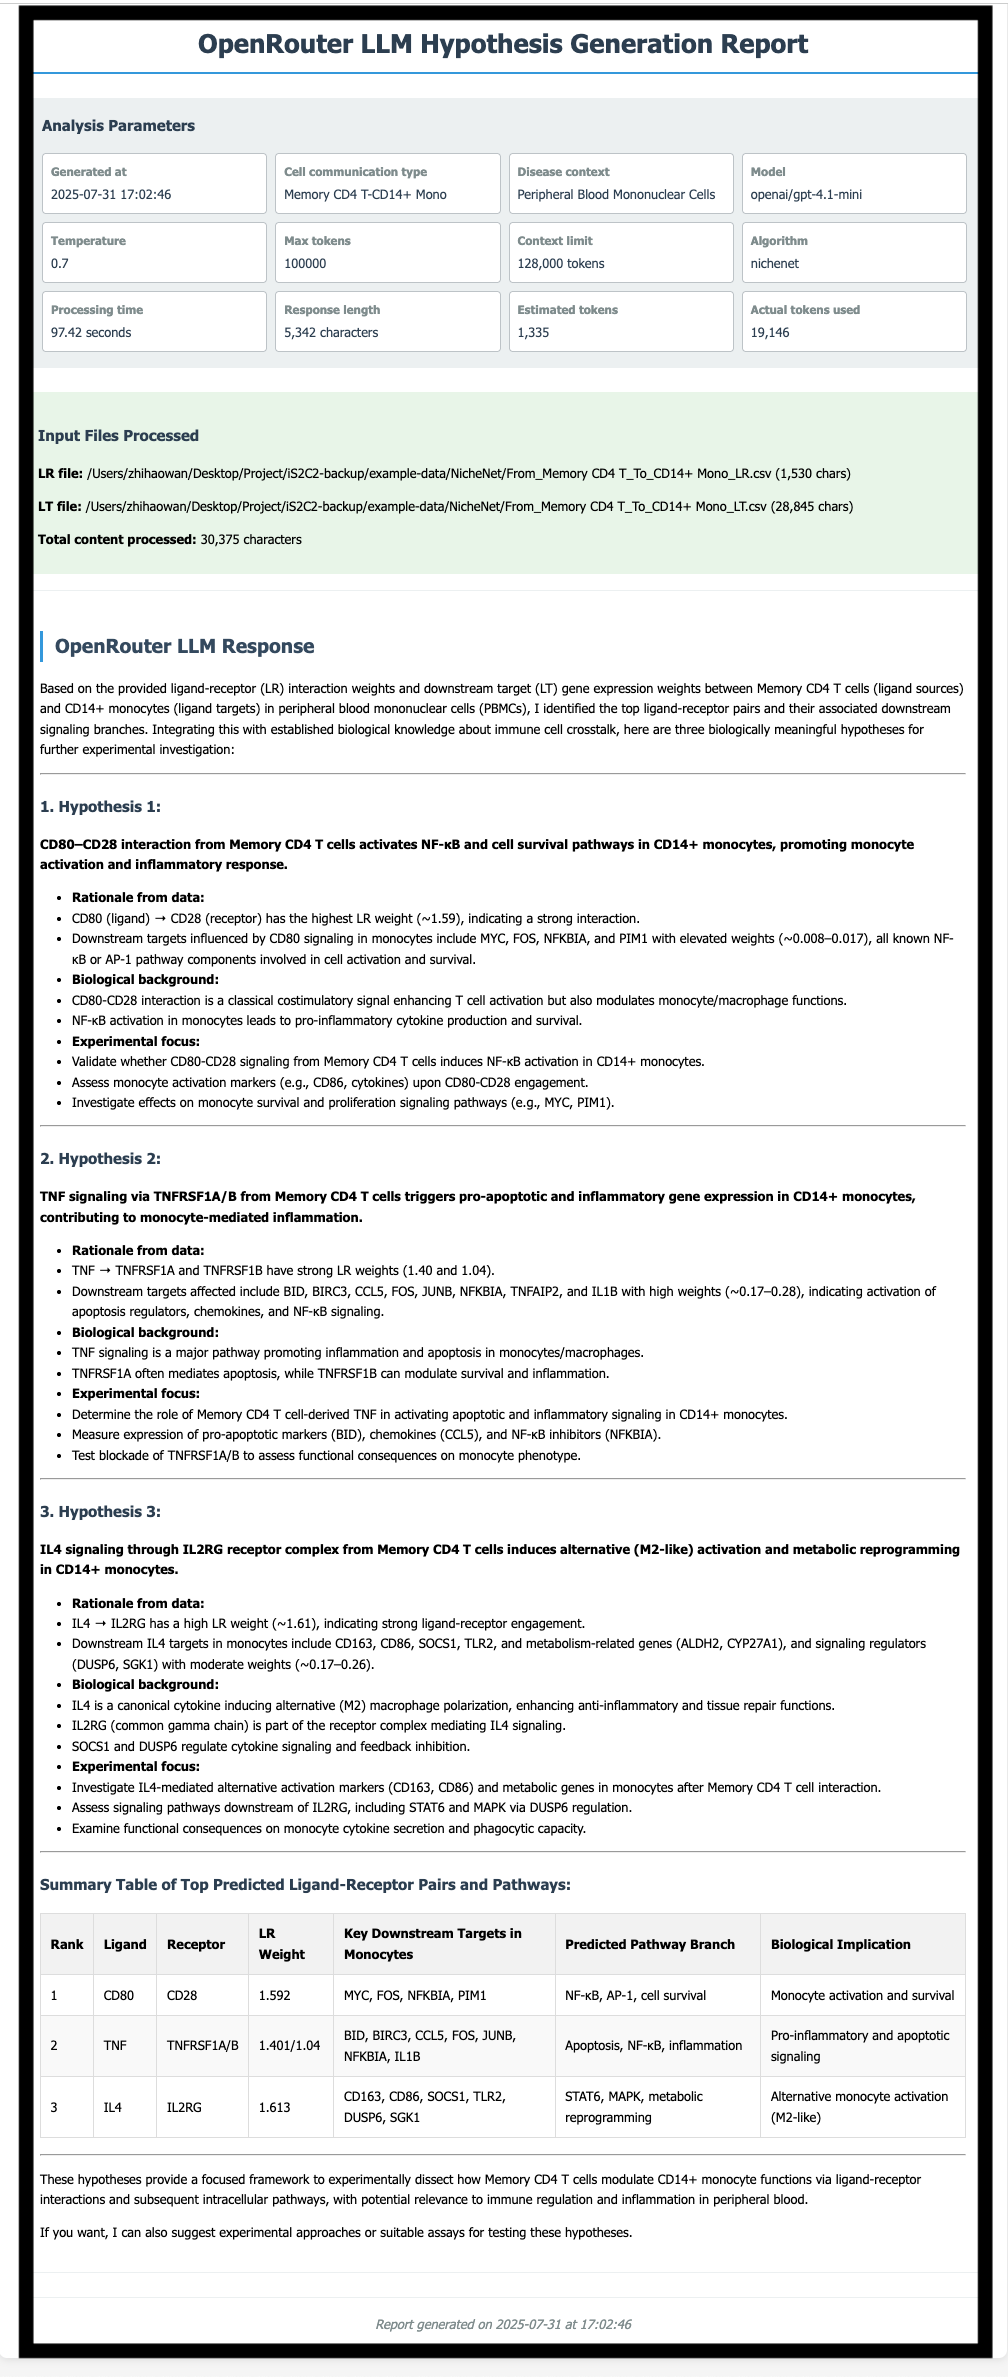 OpenRouter LLM Hypothesis Generation Report
Analysis Parameters
Generated at
2025-07-31 17:02:46
Cell communication type
Memory CD4 T-CD14+ Mono
Disease context
Peripheral Blood Mononuclear Cells
Model
openai/gpt-4.1-mini
Temperature
0.7
Max tokens
100000
Context limit
128,000 tokens
Algorithm
nichenet
Processing time
97.42 seconds
Response length
5,342 characters
Estimated tokens
1,335
Actual tokens used
19,146
Input Files Processed
LR file: /Users/zhihaowan/Desktop/Project/iS2C2-backup/example-data/NicheNet/From_Memory CD4 T_To_CD14+ Mono_LR.csv (1,530 chars)
LT file: /Users/zhihaowan/Desktop/Project/iS2C2-backup/example-data/NicheNet/From_Memory CD4 T_To_CD14+ Mono_LT.csv (28,845 chars)
Total content processed: 30,375 characters
OpenRouter LLM Response
Based on the provided ligand-receptor (LR) interaction weights and downstream target (LT) gene expression weights between Memory CD4 T cells (ligand sources)
and CD14+ monocytes (ligand targets) in peripheral blood mononuclear cells (PBMCs), I identified the top ligand-receptor pairs and their associated downstream
signaling branches. Integrating this with established biological knowledge about immune cell crosstalk, here are three biologically meaningful hypotheses for
further experimental investigation:
1. Hypothesis 1:
CD80–CD28 interaction from Memory CD4 T cells activates NF-κB and cell survival pathways in CD14+ monocytes, promoting monocyte
activation and inflammatory response.
• Rationale from data:
• CD80 (ligand) → CD28 (receptor) has the highest LR weight (~1.59), indicating a strong interaction.
• Downstream targets influenced by CD80 signaling in monocytes include MYC, FOS, NFKBIA, and PIM1 with elevated weights (~0.008–0.017), all known NF-
κB or AP-1 pathway components involved in cell activation and survival.
• Biological background:
• CD80-CD28 interaction is a classical costimulatory signal enhancing T cell activation but also modulates monocyte/macrophage functions.
• NF-κB activation in monocytes leads to pro-inflammatory cytokine production and survival.
• Experimental focus:
• Validate whether CD80-CD28 signaling from Memory CD4 T cells induces NF-κB activation in CD14+ monocytes.
• Assess monocyte activation markers (e.g., CD86, cytokines) upon CD80-CD28 engagement.
• Investigate effects on monocyte survival and proliferation signaling pathways (e.g., MYC, PIM1).
2. Hypothesis 2:
TNF signaling via TNFRSF1A/B from Memory CD4 T cells triggers pro-apoptotic and inflammatory gene expression in CD14+ monocytes,
contributing to monocyte-mediated inflammation.
• Rationale from data:
• TNF → TNFRSF1A and TNFRSF1B have strong LR weights (1.40 and 1.04).
• Downstream targets affected include BID, BIRC3, CCL5, FOS, JUNB, NFKBIA, TNFAIP2, and IL1B with high weights (~0.17–0.28), indicating activation of
apoptosis regulators, chemokines, and NF-κB signaling.
• Biological background:
• TNF signaling is a major pathway promoting inflammation and apoptosis in monocytes/macrophages.
• TNFRSF1A often mediates apoptosis, while TNFRSF1B can modulate survival and inflammation.
• Experimental focus:
• Determine the role of Memory CD4 T cell-derived TNF in activating apoptotic and inflammatory signaling in CD14+ monocytes.
• Measure expression of pro-apoptotic markers (BID), chemokines (CCL5), and NF-κB inhibitors (NFKBIA).
• Test blockade of TNFRSF1A/B to assess functional consequences on monocyte phenotype.
3. Hypothesis 3:
IL4 signaling through IL2RG receptor complex from Memory CD4 T cells induces alternative (M2-like) activation and metabolic reprogramming
in CD14+ monocytes.
• Rationale from data:
• IL4 → IL2RG has a high LR weight (~1.61), indicating strong ligand-receptor engagement.
• Downstream IL4 targets in monocytes include CD163, CD86, SOCS1, TLR2, and metabolism-related genes (ALDH2, CYP27A1), and signaling regulators
(DUSP6, SGK1) with moderate weights (~0.17–0.26).
• Biological background:
• IL4 is a canonical cytokine inducing alternative (M2) macrophage polarization, enhancing anti-inflammatory and tissue repair functions.
• IL2RG (common gamma chain) is part of the receptor complex mediating IL4 signaling.
• SOCS1 and DUSP6 regulate cytokine signaling and feedback inhibition.
• Experimental focus:
• Investigate IL4-mediated alternative activation markers (CD163, CD86) and metabolic genes in monocytes after Memory CD4 T cell interaction.
• Assess signaling pathways downstream of IL2RG, including STAT6 and MAPK via DUSP6 regulation.
• Examine functional consequences on monocyte cytokine secretion and phagocytic capacity.
Summary Table of Top Predicted Ligand-Receptor Pairs and Pathways:
Rank Ligand Receptor LR Weight Key Downstream Targets in Monocytes Predicted Pathway Branch Biological Implication
1 CD80 CD28 1.592 MYC, FOS, NFKBIA, PIM1 NF-κB, AP-1, cell survival Monocyte activation and survival
2 TNF TNFRSF1A/B 1.401/1.04 BID, BIRC3, CCL5, FOS, JUNB, NFKBIA, IL1B Apoptosis, NF-κB, inflammation Pro-inflammatory and apoptotic signaling
3 IL4 IL2RG 1.613 CD163, CD86, SOCS1, TLR2, DUSP6, SGK1 STAT6, MAPK, metabolic reprogramming Alternative monocyte activation (M2-like)
These hypotheses provide a focused framework to experimentally dissect how Memory CD4 T cells modulate CD14+ monocyte functions via ligand-receptor
interactions and subsequent intracellular pathways, with potential relevance to immune regulation and inflammation in peripheral blood.
If you want, I can also suggest experimental approaches or suitable assays for testing these hypotheses.
Report generated on 2025-07-31 at 17:02:46